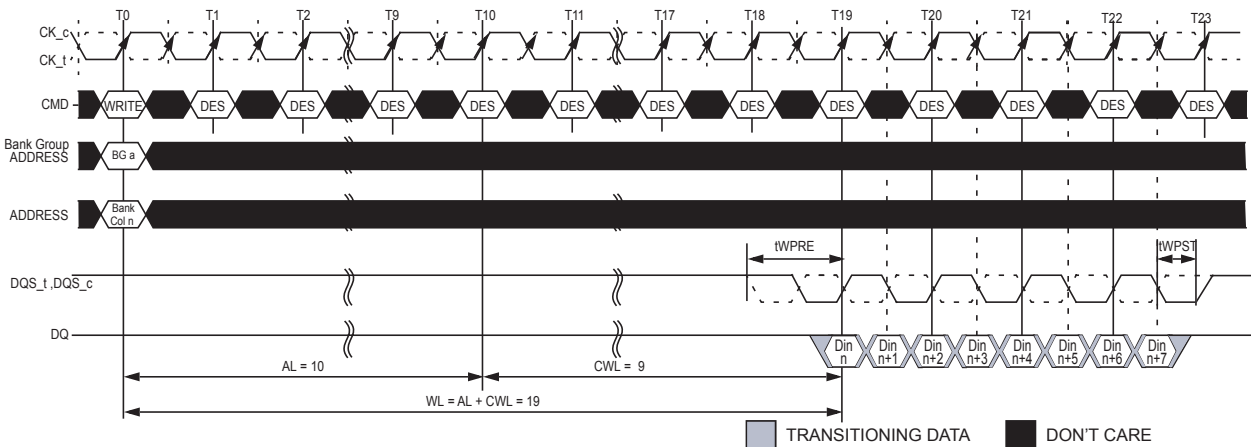 T0 T1 T2 T9 T10 T11 T17 T18 T19 T20 T21 T22 T23
CK_c
CK_t
CMD WRITE DES DES DES DES DES DES DES DES DES DES DES DES
Bank Group
ADDRESS
BG a
ADDRESS
Bank
Col n
tWPRE tWPST
DQS_t ,DQS_c
DQ
Din
n
Din
n+1
Din
n+2
Din
n+3
Din
n+4
Din
n+5
Din
n+6
Din
n+7
AL = 10 CWL = 9
WL = AL + CWL = 19
TRANSITIONING DATA DON'T CARE